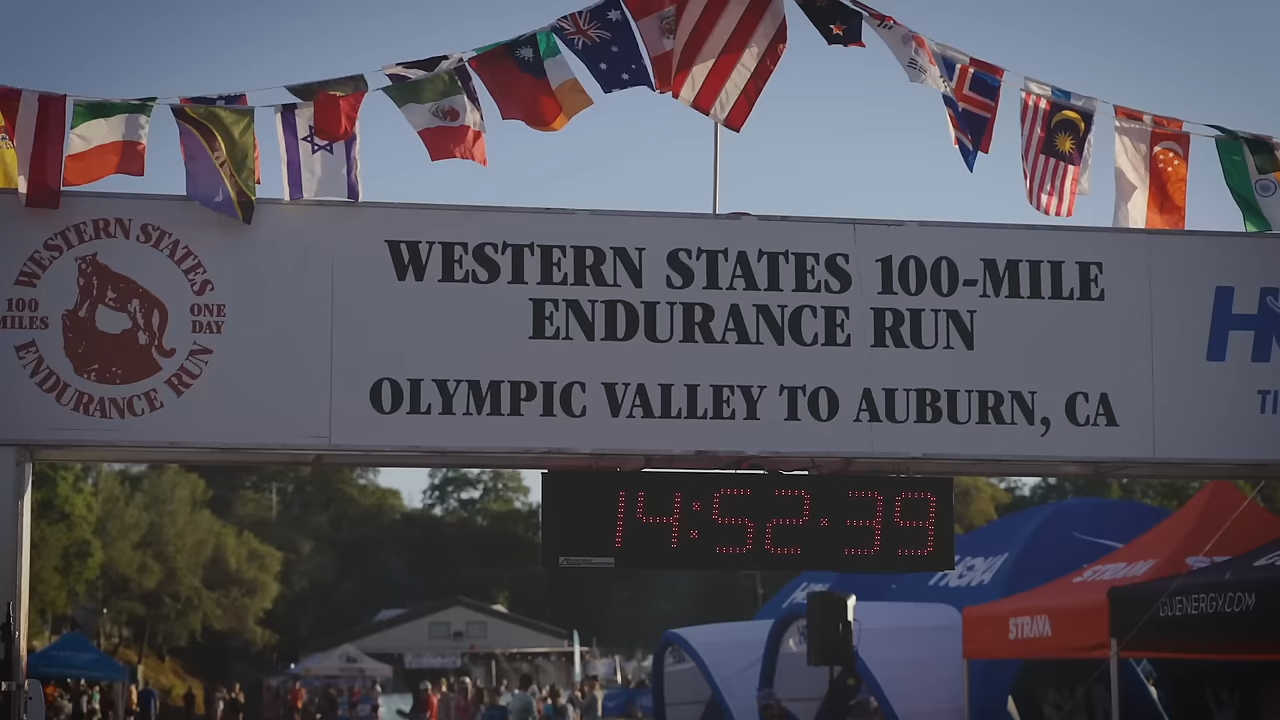 WESTERN STATES
100 MILES
ONE DAY
ENDURANCE RUN
WESTERN STATES 100-MILE
ENDURANCE RUN
OLYMPIC VALLEY TO AUBURN, CA
14:52:39
HOKA
STRAVA
STRAVA
GUENERGY.COM